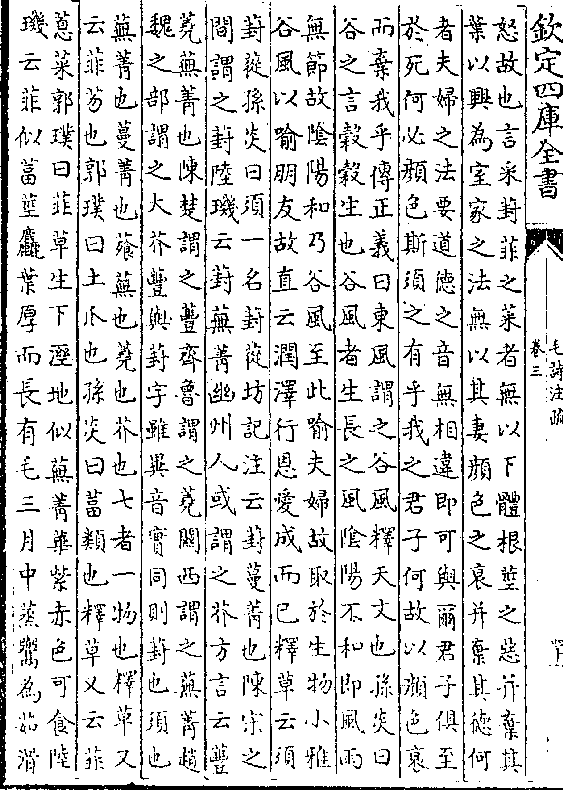 欽定四庫全書
毛詩注疏
卷三
怒故也言采葑菲之菜者無以下體根莖之惡并棄其
葉以興為室家之法無以其妻顏色之衰并棄其德何
者夫婦之法要道德之音無相違即可與爾君子俱至
於死何必顏色斯須之有乎我之君子何故以顏色衰
而棄我乎傳正義曰東風謂之谷風釋天文也孫炎曰
谷之言穀穀生也谷風者生長之風陰陽不和即風雨
無節故陰陽和乃谷風至此喻夫婦故取於生物小雅
谷風以喻朋友故直云潤澤行恩愛成而已釋草云須
葑蓯孫炎曰須一名葑蓯坊記注云葑蔓菁也陳宋之
間謂之葑陸璣云葑蕪菁幽州人或謂之芥方言云蘴
蕘蕪菁也陳楚謂之蘴齊魯謂之蕘關西謂之蕪菁趙
魏之部謂之大芥蘴與葑字雖異音實同則葑也須也
蕪菁也蔓菁也薞蕪也蕘也芥也七者一物也釋草又
云菲芴也郭璞曰土瓜也孫炎曰葍類也釋草又云菲
蒠菜郭璞曰菲草生下溼地似蕪菁華紫赤色可食陸
璣云菲似葍莖麤葉厚而長有毛三月中蒸鬻為茹滑